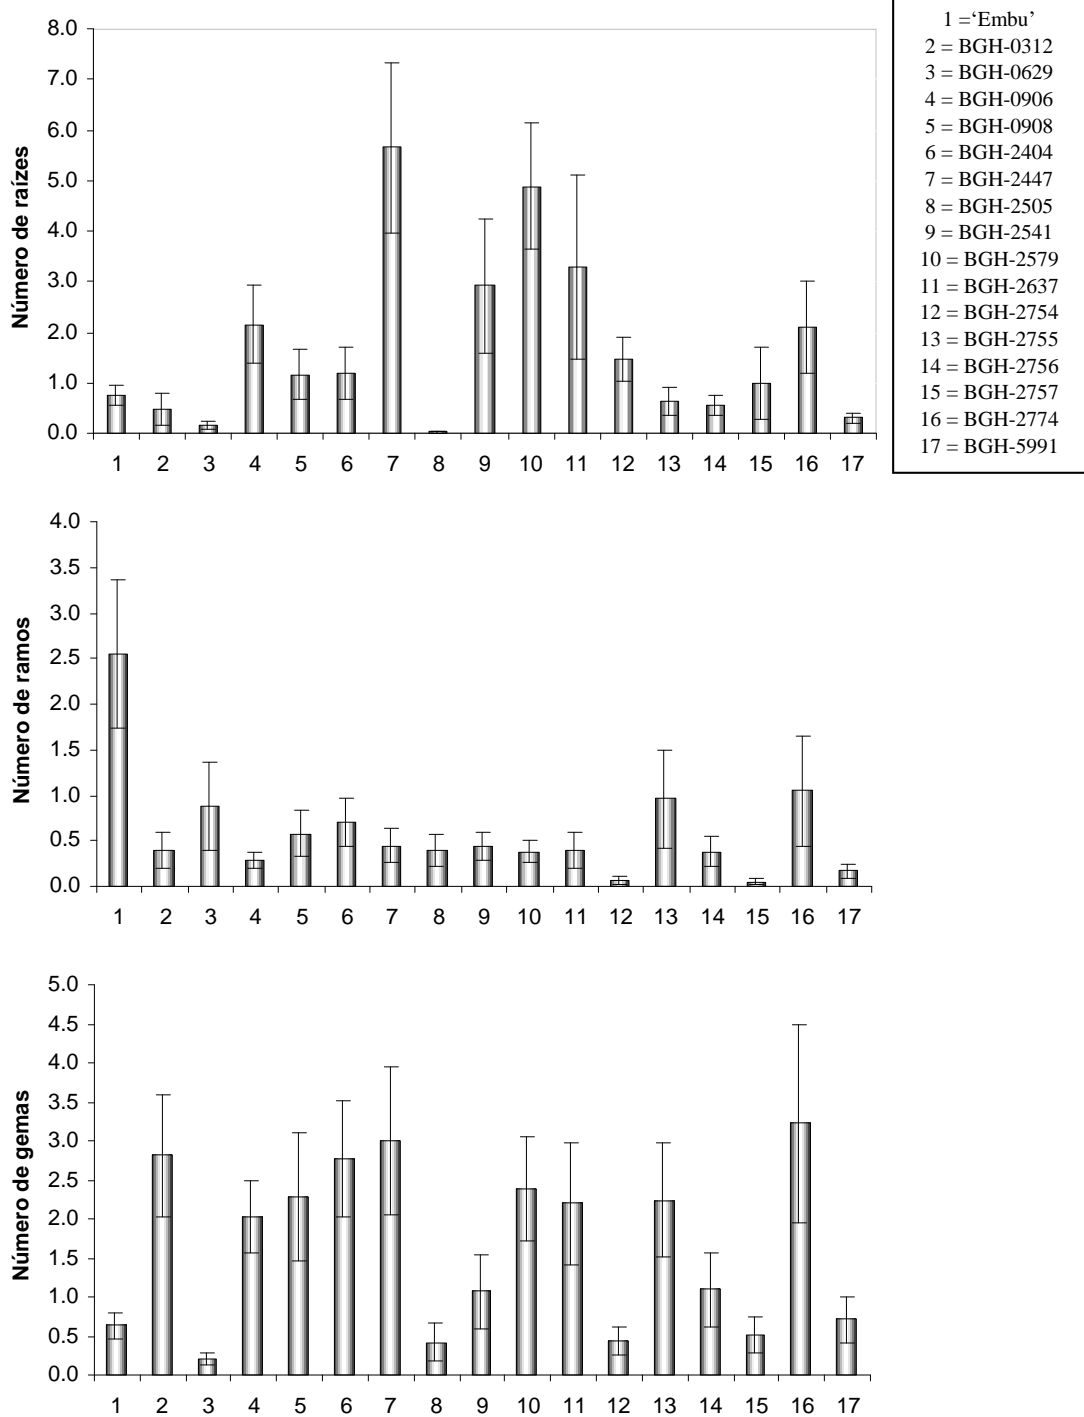 8.0
7.0
6.0
5.0
4.0
3.0
2.0
1.0
0.0
Número de raízes
1 2 3 4 5 6 7 8 9 10 11 12 13 14 15 16 17
1 =‘Embu’
2 = BGH-0312
3 = BGH-0629
4 = BGH-0906
5 = BGH-0908
6 = BGH-2404
7 = BGH-2447
8 = BGH-2505
9 = BGH-2541
10 = BGH-2579
11 = BGH-2637
12 = BGH-2754
13 = BGH-2755
14 = BGH-2756
15 = BGH-2757
16 = BGH-2774
17 = BGH-5991
4.0
3.5
3.0
2.5
2.0
1.5
1.0
0.5
0.0
Número de ramos
1 2 3 4 5 6 7 8 9 10 11 12 13 14 15 16 17
5.0
4.5
4.0
3.5
3.0
2.5
2.0
1.5
1.0
0.5
0.0
Número de gemas
1 2 3 4 5 6 7 8 9 10 11 12 13 14 15 16 17